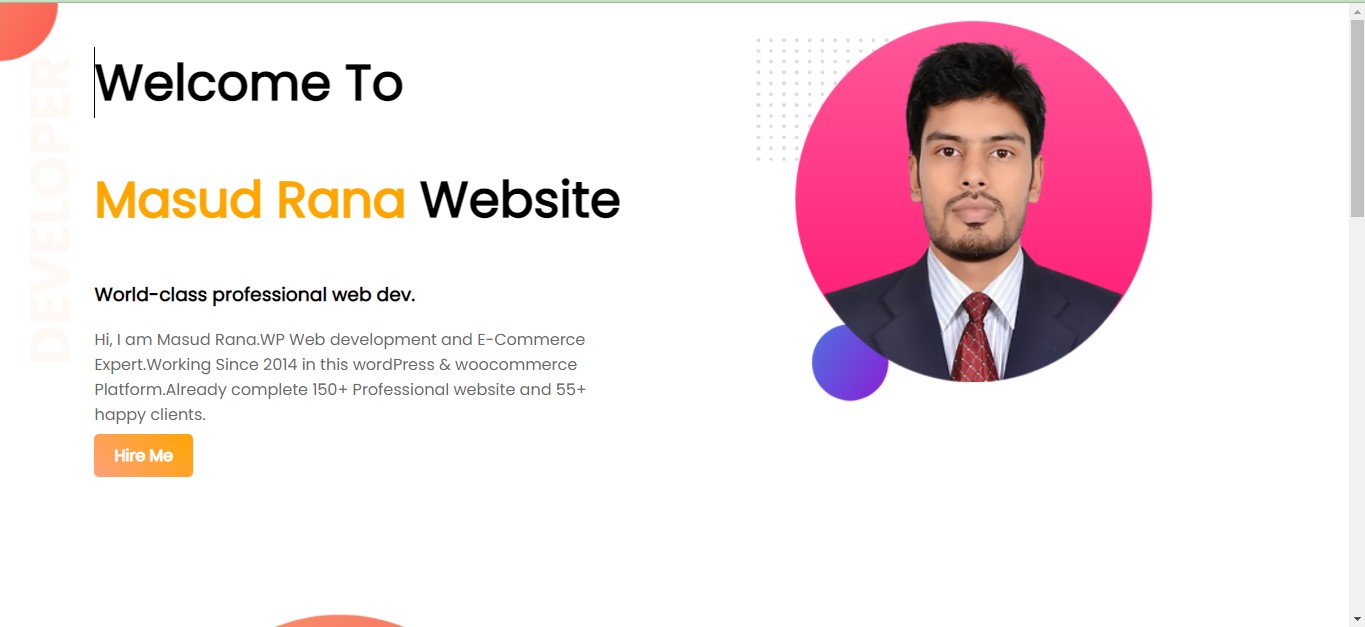 DEVELOPER
Welcome To
Masud Rana Website
World-class professional web dev.
Hi, I am Masud Rana.WP Web development and E-Commerce
Expert.Working Since 2014 in this wordPress & woocommerce
Platform.Already complete 150+ Professional website and 55+
happy clients.
Hire Me